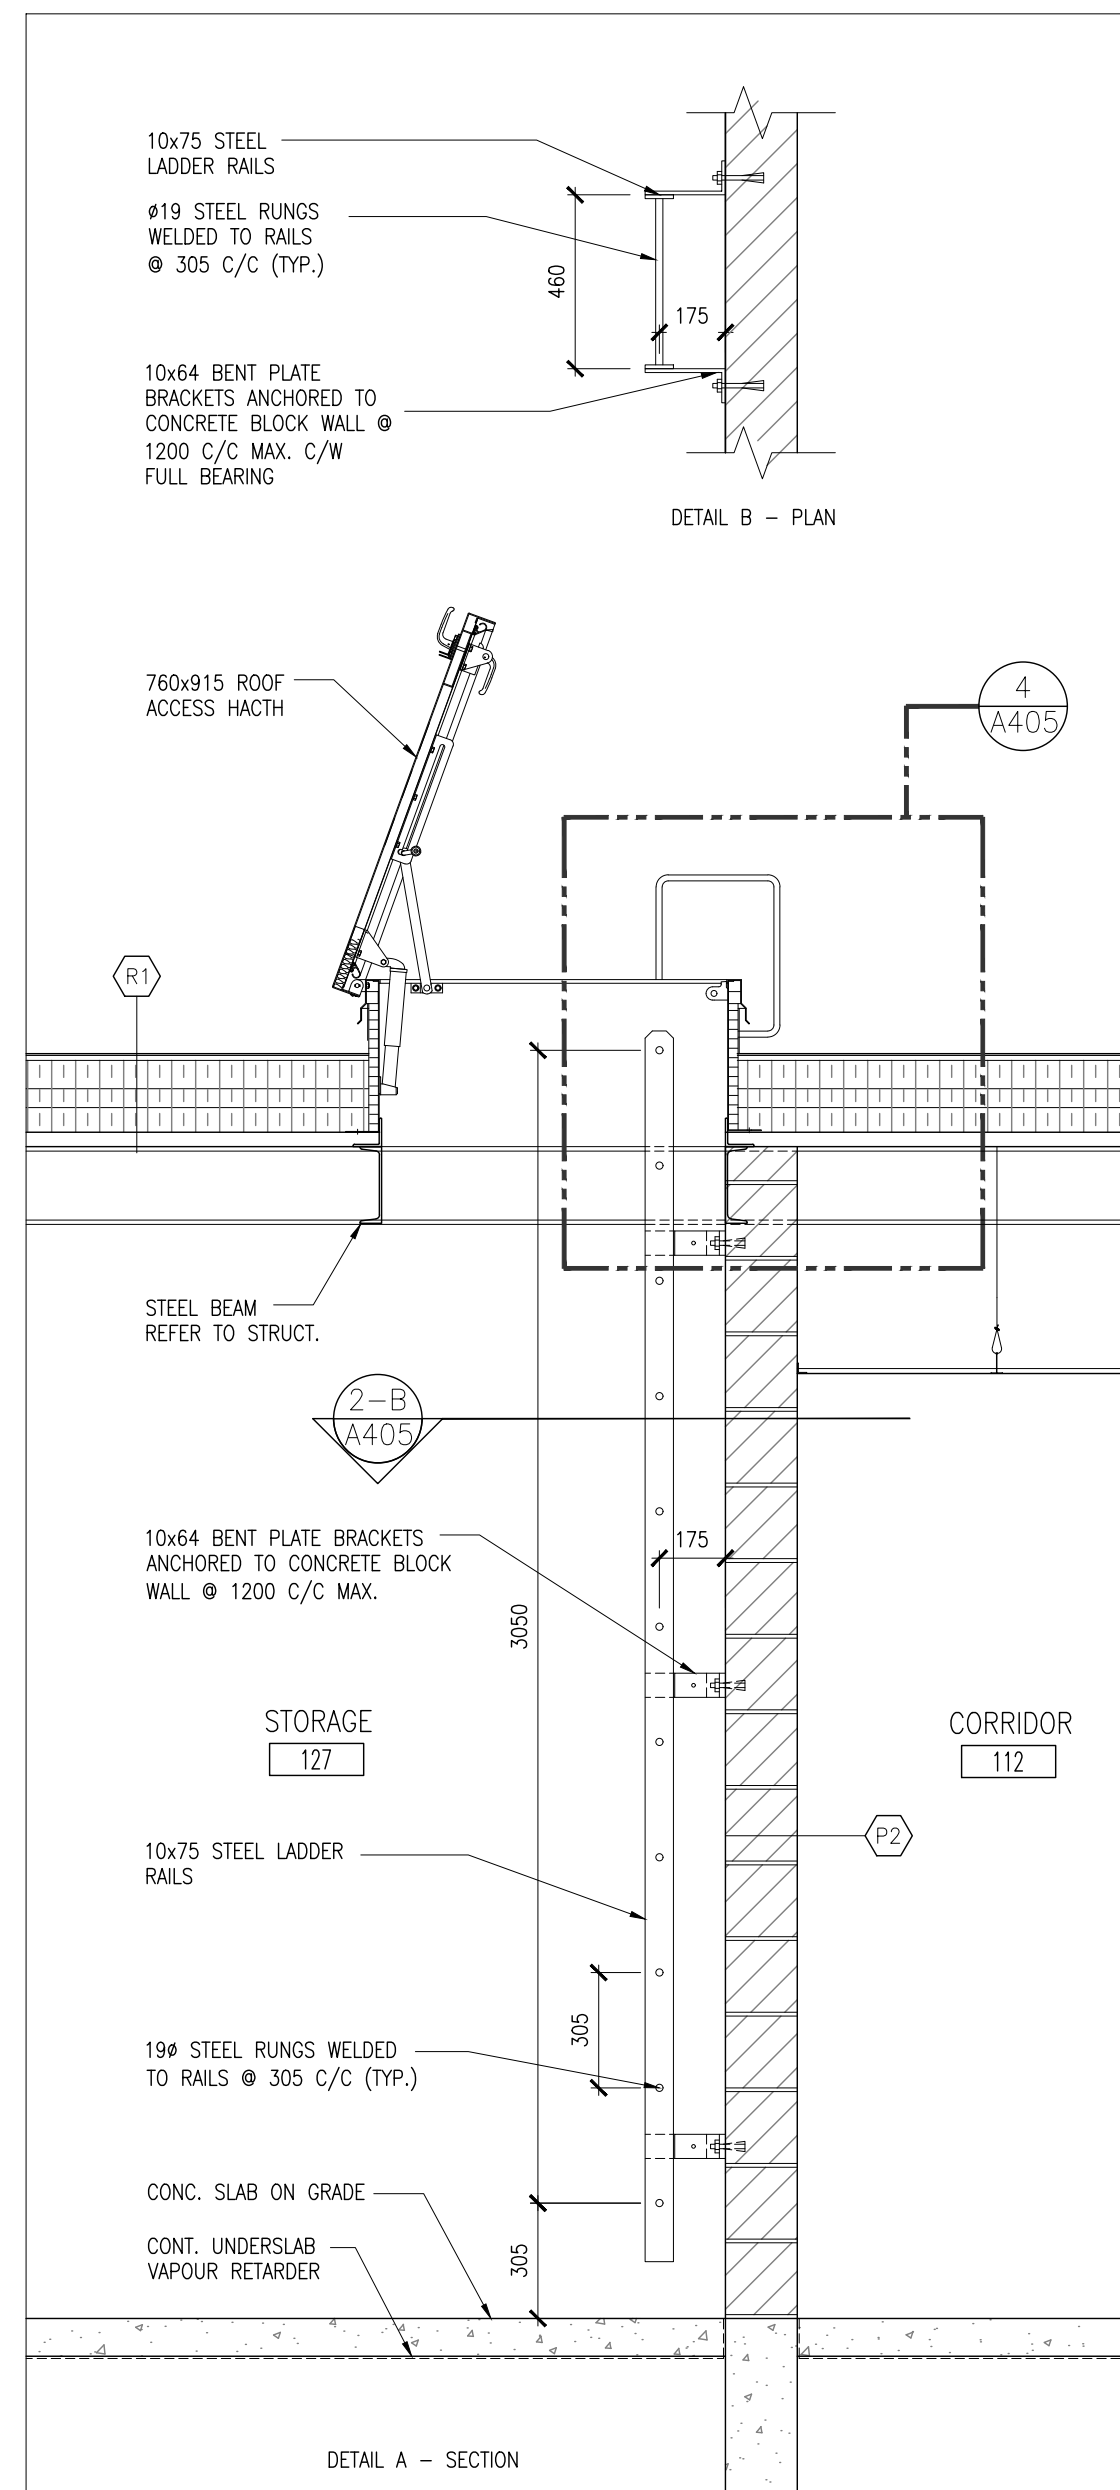 10x75 STEEL
LADDER RAILS
ø19 STEEL RUNGS
WELDED TO RAILS
@ 305 C/C (TYP.)
460
175
10x64 BENT PLATE
BRACKETS ANCHORED TO
CONCRETE BLOCK WALL @
1200 C/C MAX. C/W
FULL BEARING
DETAIL B - PLAN
760x915 ROOF
ACCESS HACTH
4
A405
R1
STEEL BEAM
REFER TO STRUCT.
2-B
A405
10x64 BENT PLATE BRACKETS
ANCHORED TO CONCRETE BLOCK
WALL @ 1200 C/C MAX.
175
3050
STORAGE
127
CORRIDOR
112
P2
10x75 STEEL LADDER
RAILS
305
19ø STEEL RUNGS WELDED
TO RAILS @ 305 C/C (TYP.)
CONC. SLAB ON GRADE
CONT. UNDERSLAB
VAPOUR RETARDER
305
DETAIL A - SECTION